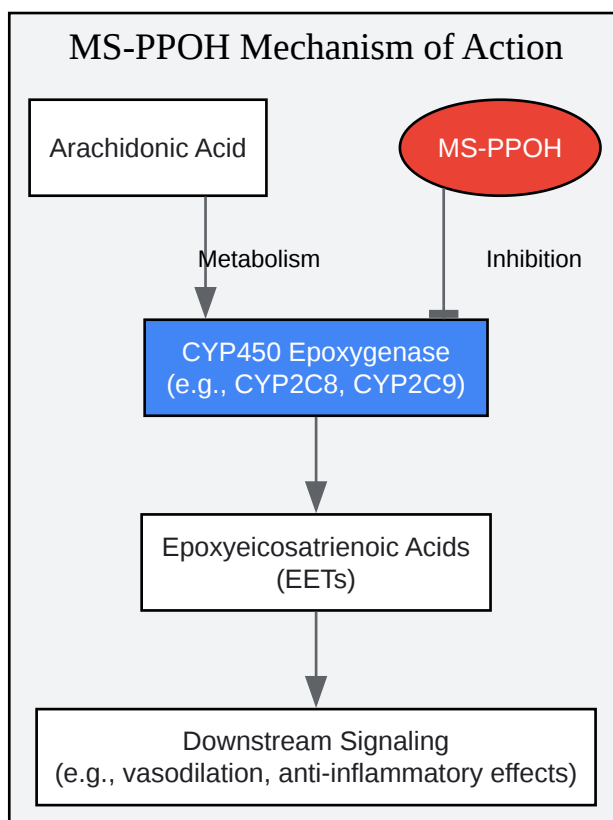 MS-PPOH Mechanism of Action
Arachidonic Acid
MS-PPOH
Metabolism
Inhibition
CYP450 Epoxygenase
(e.g., CYP2C8, CYP2C9)
Epoxyeicosatrienoic Acids
(EETs)
Downstream Signaling
(e.g., vasodilation, anti-inflammatory effects)